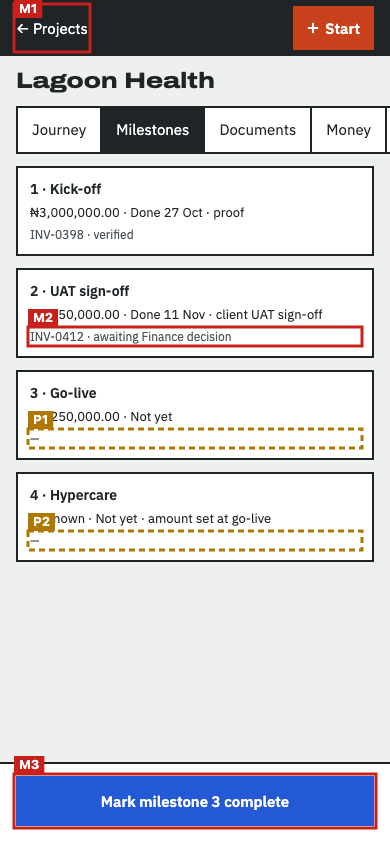 M1
← Projects
+ Start
Lagoon Health
Journey Milestones Documents Money
1 · Kick-off
₦3,000,000.00 · Done 27 Oct · proof
INV-0398 · verified
2 · UAT sign-off
M2 50,000.00 · Done 11 Nov · client UAT sign-off
INV-0412 · awaiting Finance decision
3 · Go-live
P1 250,000.00 · Not yet
—
4 · Hypercare
P2 · Not yet · amount set at go-live
—
M3
Mark milestone 3 complete